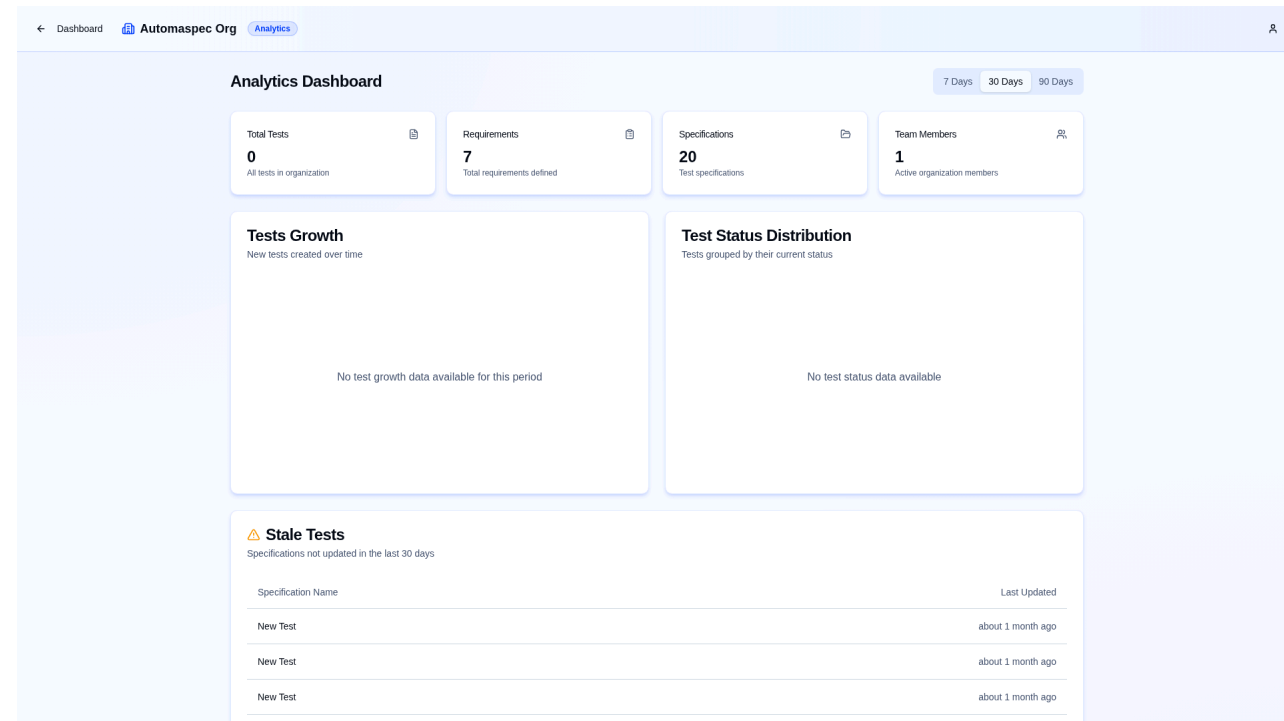 Dashboard
Automaspec Org
Analytics
Analytics Dashboard
7 Days
30 Days
90 Days
Total Tests
0
All tests in organization
Requirements
7
Total requirements defined
Specifications
20
Test specifications
Team Members
1
Active organization members
Tests Growth
New tests created over time
No test growth data available for this period
Test Status Distribution
Tests grouped by their current status
No test status data available
Stale Tests
Specifications not updated in the last 30 days
Specification Name Last Updated
New Test about 1 month ago
New Test about 1 month ago
New Test about 1 month ago